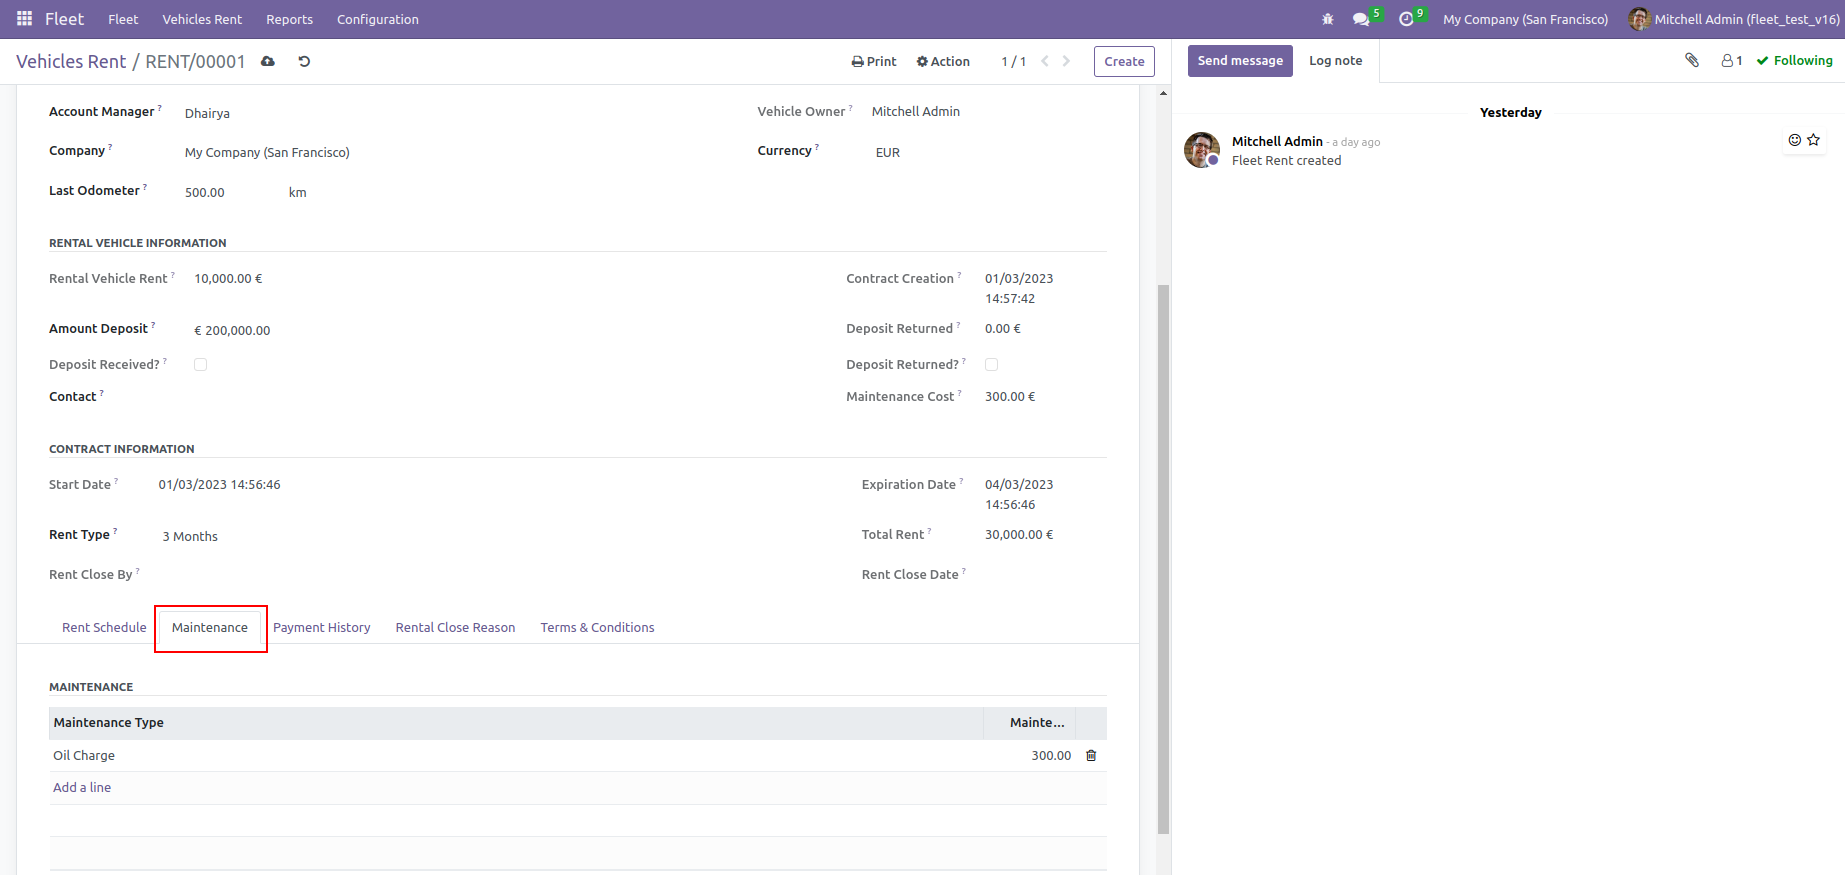 Fleet Fleet Vehicles Rent Reports Configuration 5 9 My Company (San Francisco) Mitchell Admin (fleet_test_v16)
Vehicles Rent / RENT/00001 Print Action 1 / 1 Create Send message Log note 1 Following
Account Manager ? Dhairya Vehicle Owner ? Mitchell Admin
Company ? My Company (San Francisco) Currency ? EUR
Last Odometer ? 500.00 km
RENTAL VEHICLE INFORMATION
Rental Vehicle Rent ? 10,000.00 € Contract Creation ? 01/03/2023
14:57:42
Amount Deposit ? € 200,000.00 Deposit Returned ? 0.00 €
Deposit Received? ? Deposit Returned? ?
Contact ? Maintenance Cost ? 300.00 €
CONTRACT INFORMATION
Start Date ? 01/03/2023 14:56:46 Expiration Date ? 04/03/2023
14:56:46
Rent Type ? 3 Months Total Rent ? 30,000.00 €
Rent Close By ? Rent Close Date ?
Rent Schedule Maintenance Payment History Rental Close Reason Terms & Conditions
MAINTENANCE
Maintenance Type Mainte...
Oil Charge 300.00
Add a line
Yesterday
Mitchell Admin - a day ago
Fleet Rent created